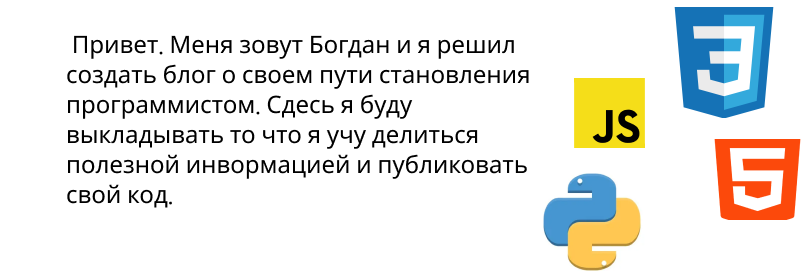 Привет. Меня зовут Богдан и я решил
создать блог о своем пути становления
программистом. Сдесь я буду
выкладывать то что я учу делиться
полезной инвормацией и публиковать
свой код.
JS
3
5